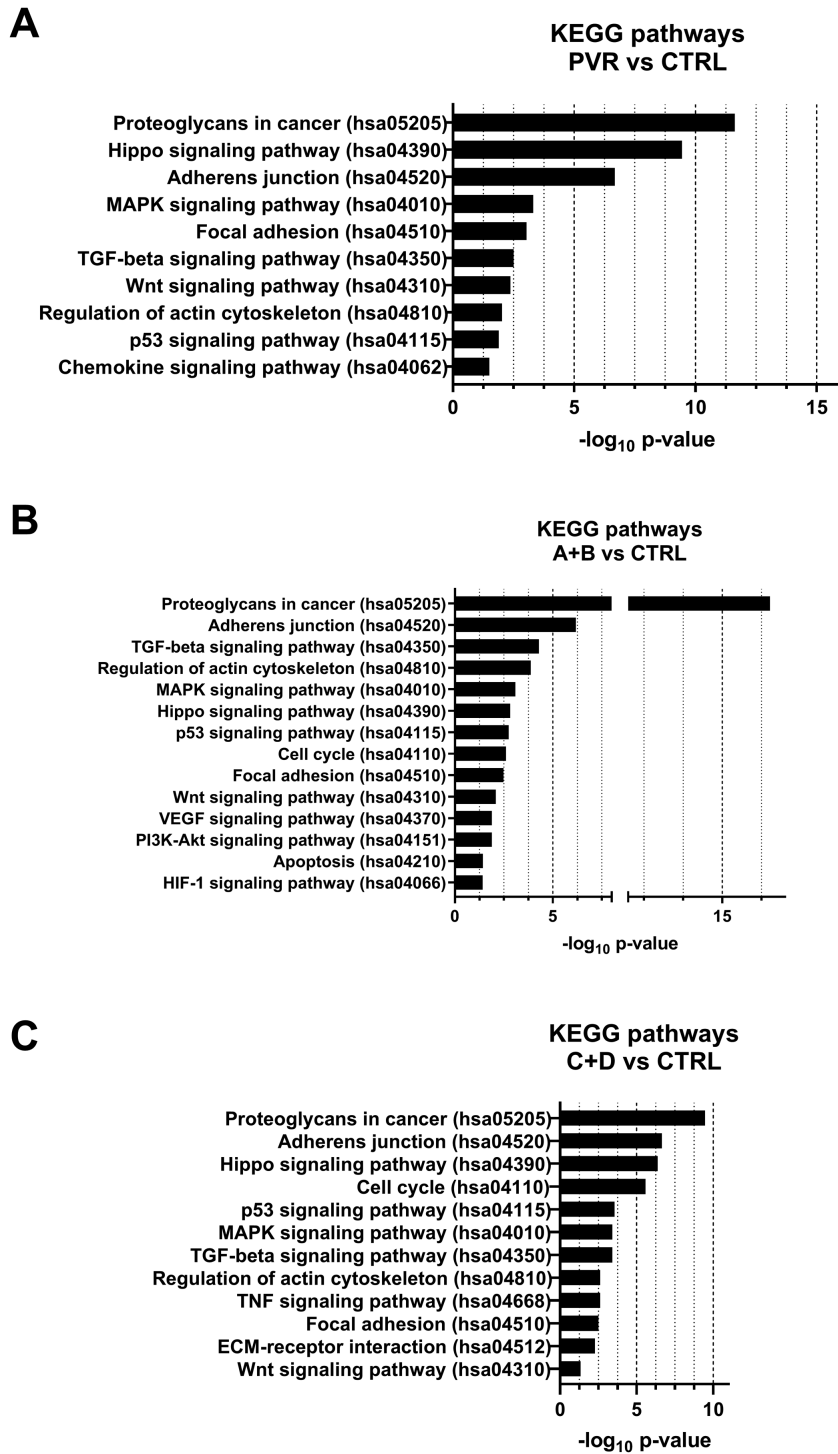 A
KEGG pathways
PVR vs CTRL
Proteoglycans in cancer (hsa05205)
Hippo signaling pathway (hsa04390)
Adherens junction (hsa04520)
MAPK signaling pathway (hsa04010)
Focal adhesion (hsa04510)
TGF-beta signaling pathway (hsa04350)
Wnt signaling pathway (hsa04310)
Regulation of actin cytoskeleton (hsa04810)
p53 signaling pathway (hsa04115)
Chemokine signaling pathway (hsa04062)
0 5 10 15
-log10 p-value
B
KEGG pathways
A+B vs CTRL
Proteoglycans in cancer (hsa05205)
Adherens junction (hsa04520)
TGF-beta signaling pathway (hsa04350)
Regulation of actin cytoskeleton (hsa04810)
MAPK signaling pathway (hsa04010)
Hippo signaling pathway (hsa04390)
p53 signaling pathway (hsa04115)
Cell cycle (hsa04110)
Focal adhesion (hsa04510)
Wnt signaling pathway (hsa04310)
VEGF signaling pathway (hsa04370)
PI3K-Akt signaling pathway (hsa04151)
Apoptosis (hsa04210)
HIF-1 signaling pathway (hsa04066)
0 5 15
-log10 p-value
C
KEGG pathways
C+D vs CTRL
Proteoglycans in cancer (hsa05205)
Adherens junction (hsa04520)
Hippo signaling pathway (hsa04390)
Cell cycle (hsa04110)
p53 signaling pathway (hsa04115)
MAPK signaling pathway (hsa04010)
TGF-beta signaling pathway (hsa04350)
Regulation of actin cytoskeleton (hsa04810)
TNF signaling pathway (hsa04668)
Focal adhesion (hsa04510)
ECM-receptor interaction (hsa04512)
Wnt signaling pathway (hsa04310)
0 5 10
-log10 p-value